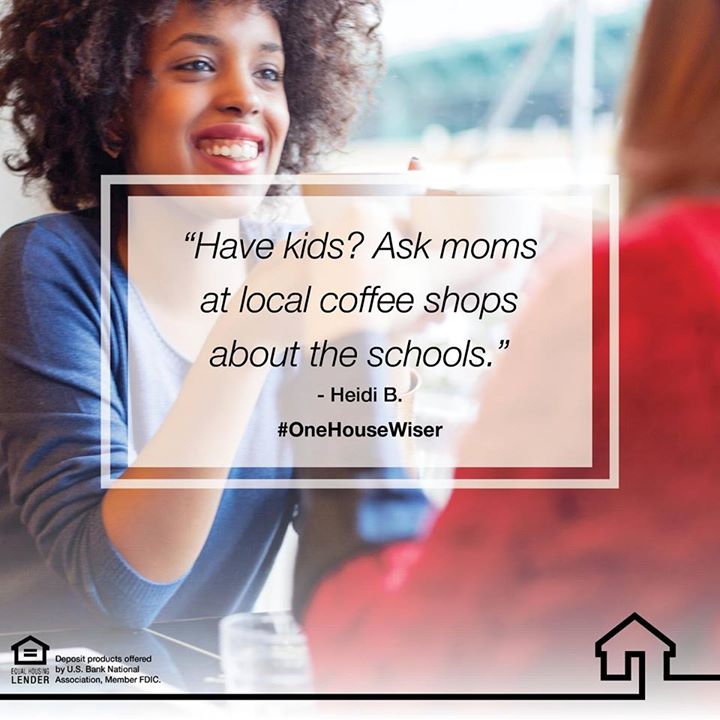 “Have kids? Ask moms
at local coffee shops
about the schools.”
- Heidi B.
#OneHouseWiser
EQUAL HOUSING
LENDER
Deposit products offered
by U.S. Bank National
Association, Member FDIC.